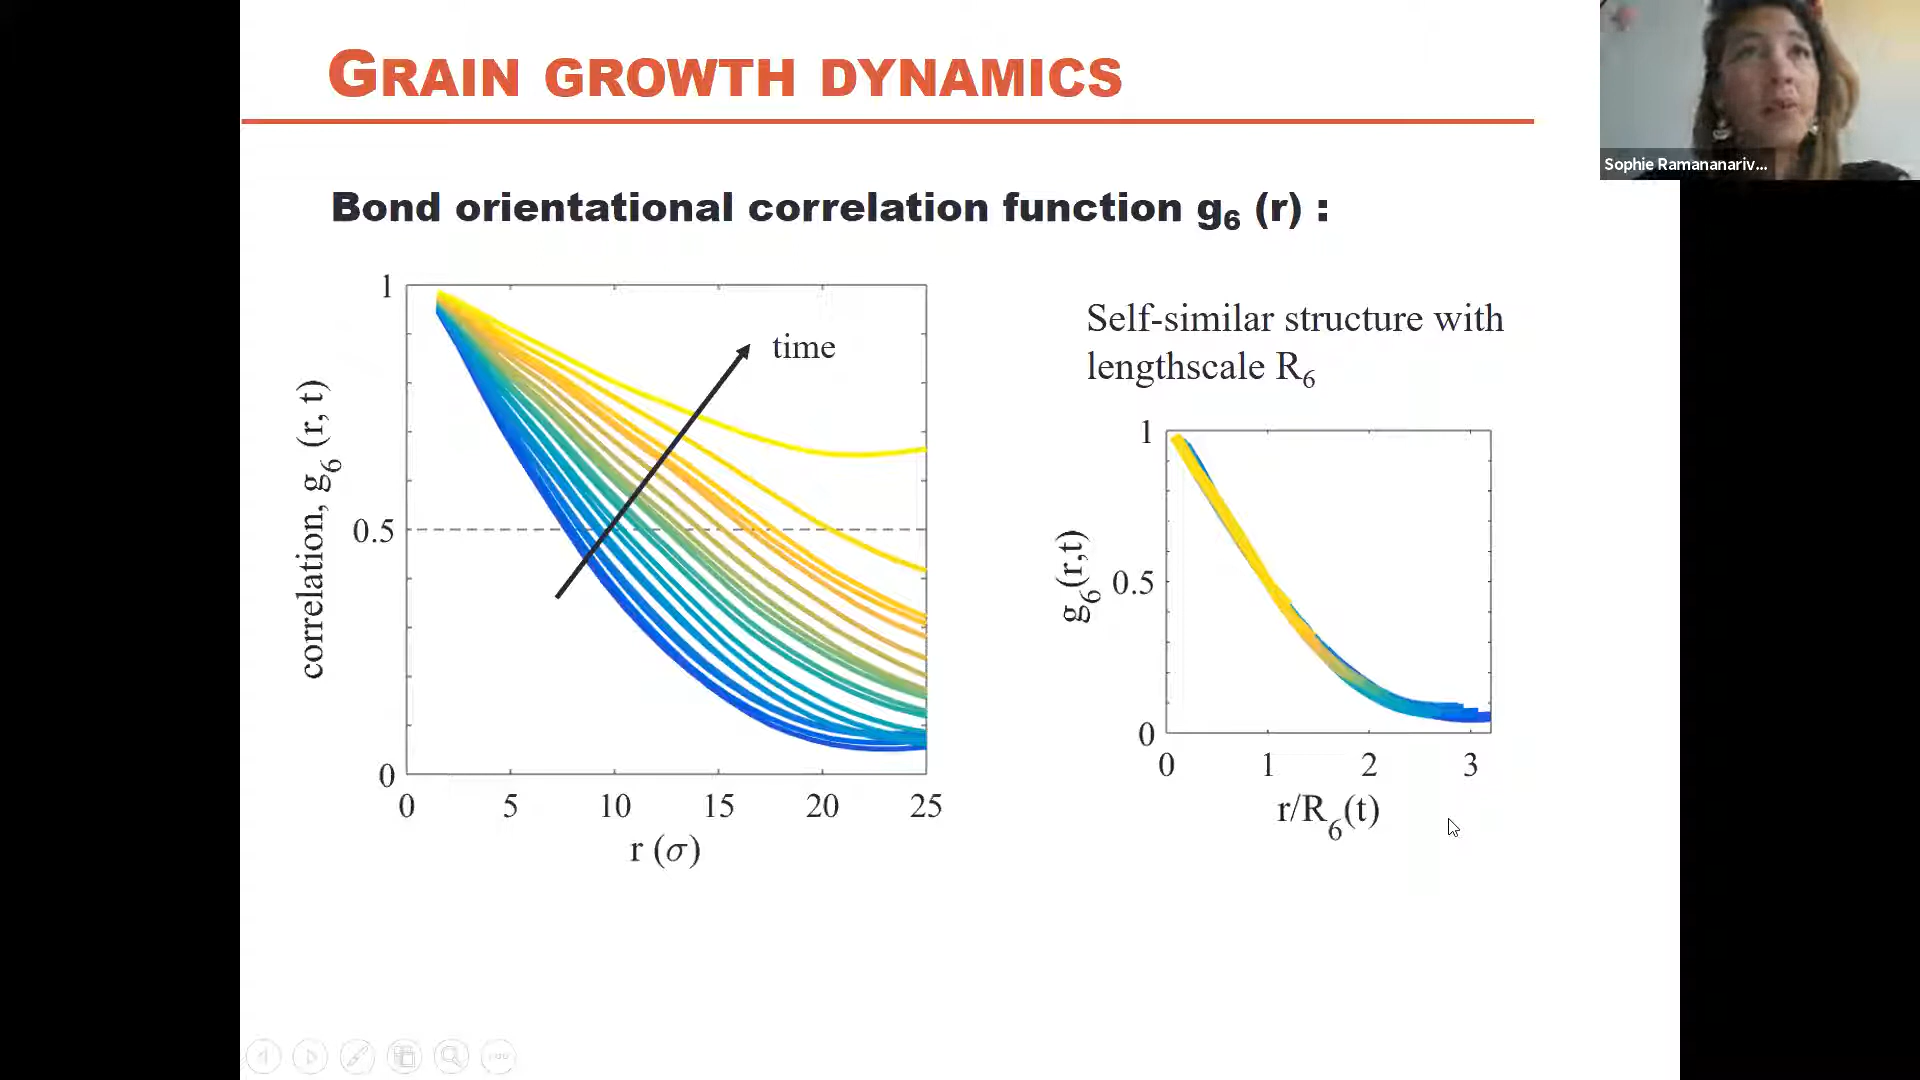 GRAIN GROWTH DYNAMICS
Sophie Ramananariv...
Bond orientational correlation function g₆ (r) :
1
0.5
0
correlation, g₆ (r, t)
time
0 5 10 15 20 25
r (σ)
Self-similar structure with
lengthscale R₆
1
0.5
0
g₆(r,t)
0 1 2 3
r/R₆(t)